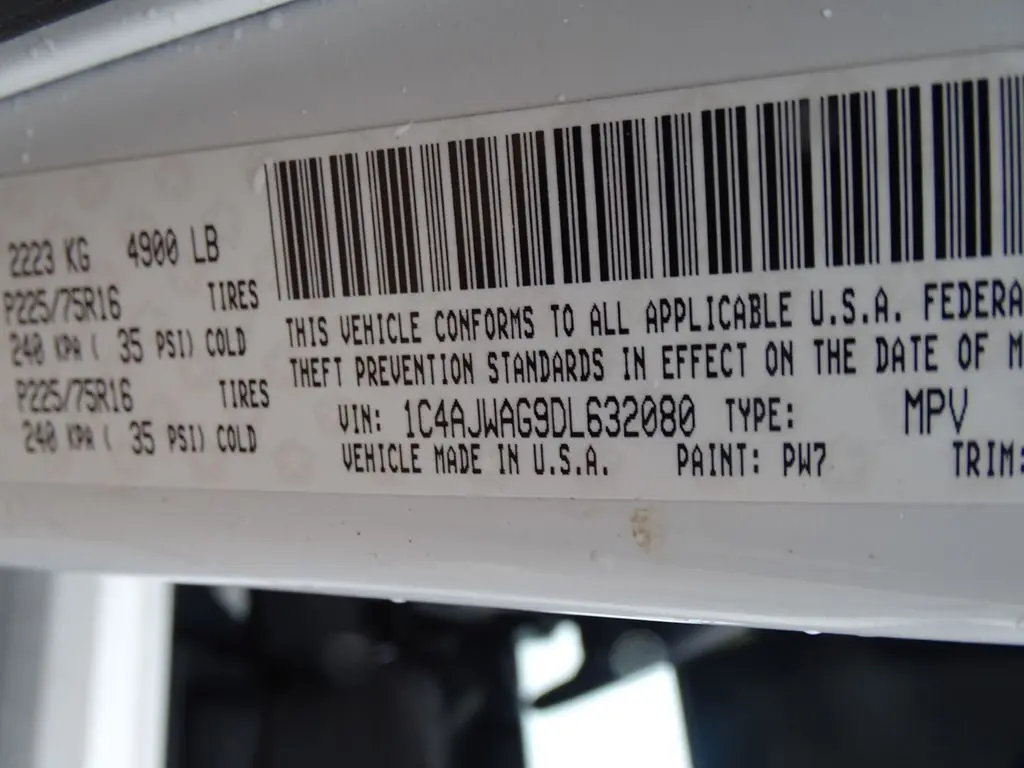 2223 KG 4900 LB
P225/75R16 TIRES
240 KPA ( 35 PSI) COLD
P225/75R16 TIRES
240 KPA ( 35 PSI) COLD
THIS VEHICLE CONFORMS TO ALL APPLICABLE U.S.A. FEDERA
THEFT PREVENTION STANDARDS IN EFFECT ON THE DATE OF M
VIN: 1C4AJWAG9DL632080 TYPE: MPV
VEHICLE MADE IN U.S.A. PAINT: PW7 TRIM: